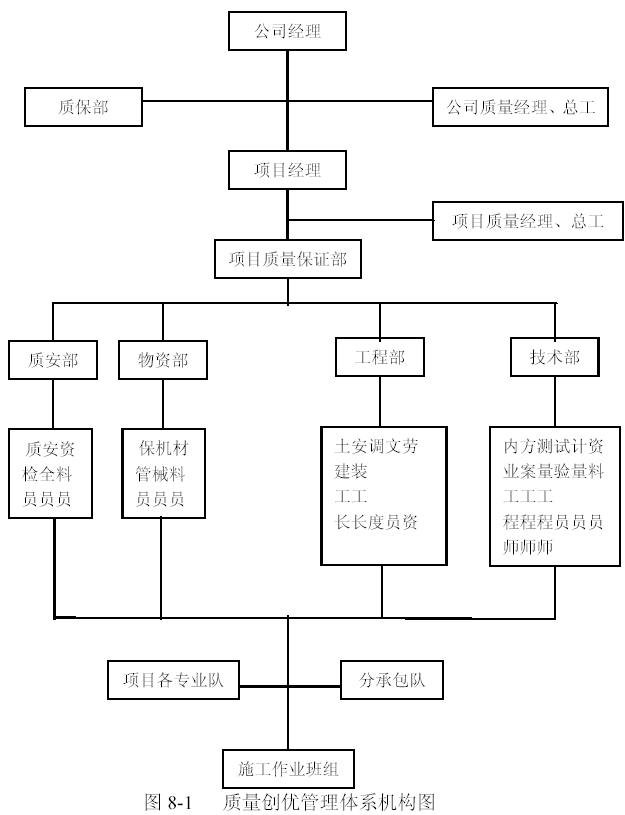 公司经理
质保部
公司质量经理、总工
项目经理
项目质量经理、总工
项目质量保证部
质安部
物资部
工程部
技术部
质安资
检全料
员员员
保机材
管械料
员员员
土安调文劳
建装
工工
长长度员资
内方测试计资
业案量验量料
工工工
程程程员员员
师师师
项目各专业队
分承包队
施工作业班组
图 8-1 质量创优管理体系机构图